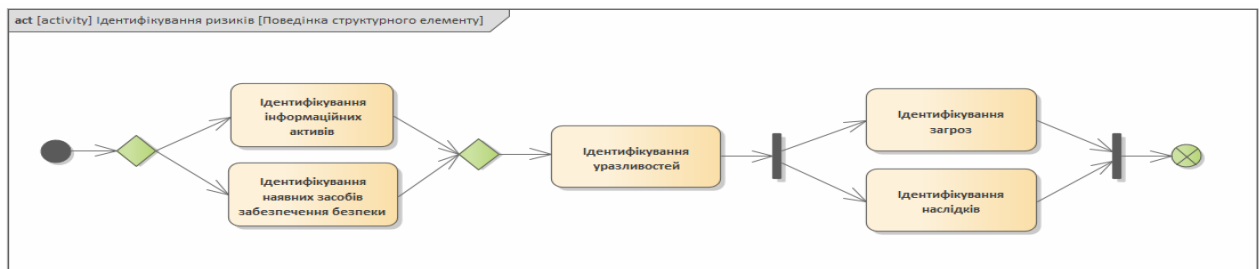 act [activity] Ідентифікування ризиків [Поведінка структурного елементу]
Ідентифікування
інформаційних
активів
Ідентифікування
наявних засобів
забезпечення безпеки
Ідентифікування
уразливостей
Ідентифікування
загроз
Ідентифікування
наслідків